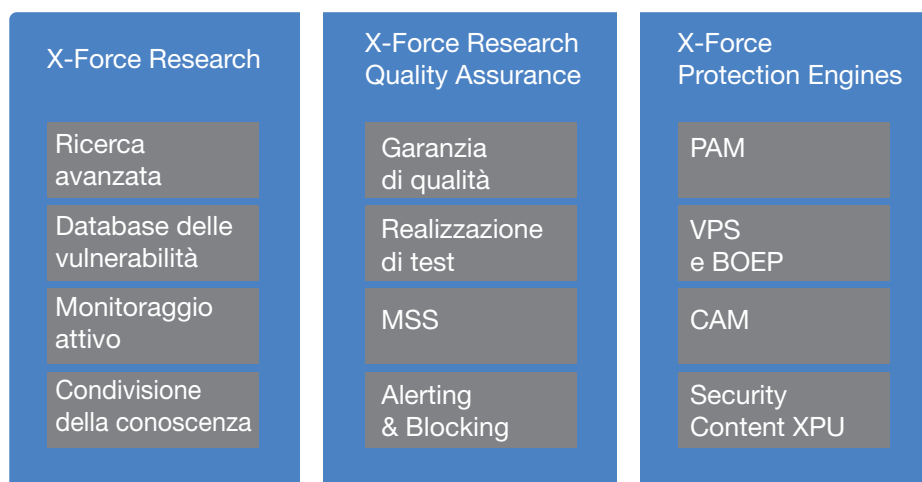 X-Force Research
Ricerca
avanzata
Database delle
vulnerabilità
Monitoraggio
attivo
Condivisione
della conoscenza
X-Force Research
Quality Assurance
Garanzia
di qualità
Realizzazione
di test
MSS
Alerting
& Blocking
X-Force
Protection Engines
PAM
VPS
e BOEP
CAM
Security
Content XPU